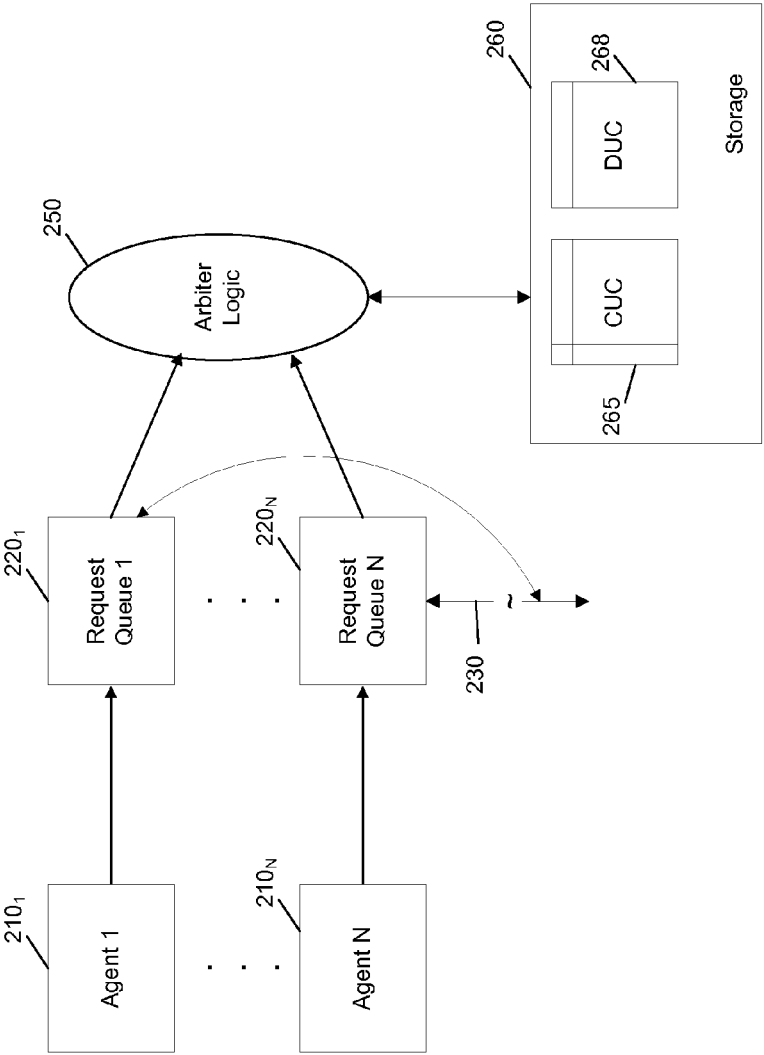 210₁
Agent 1
. . .
210ₙ
Agent N
220₁
Request
Queue 1
. . .
220ₙ
Request
Queue N
230
~
250
Arbiter
Logic
260
265
CUC
268
DUC
Storage